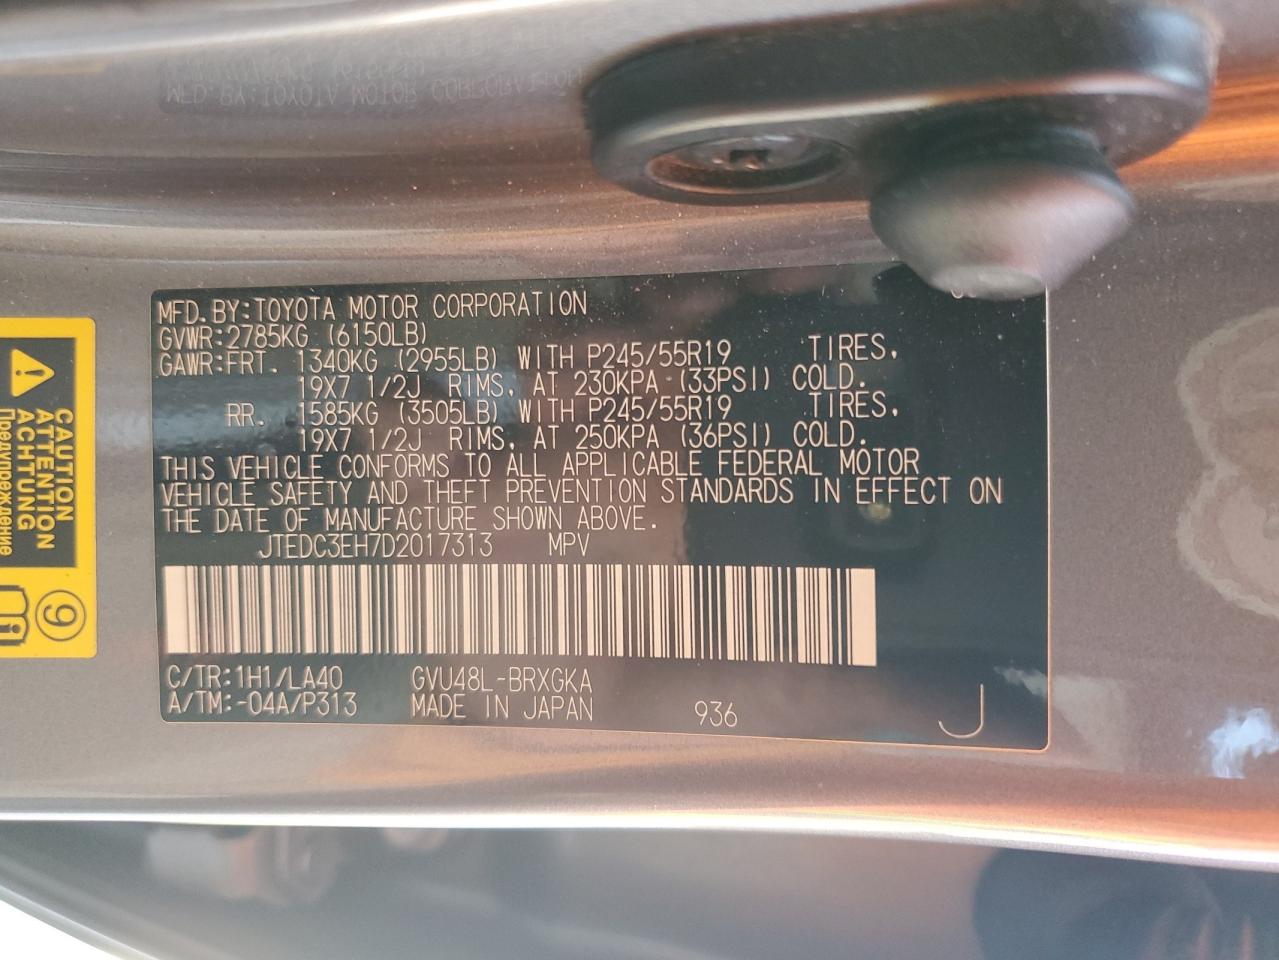 MFD.BY:TOYOTA MOTOR CORPORATION
GVWR:2785KG (6150LB)
GAWR:FRT. 1340KG (2955LB) WITH P245/55R19 TIRES,
19X7 1/2J RIMS, AT 230KPA (33PSI) COLD.
RR. 1585KG (3505LB) WITH P245/55R19 TIRES,
19X7 1/2J RIMS, AT 250KPA (36PSI) COLD.
THIS VEHICLE CONFORMS TO ALL APPLICABLE FEDERAL MOTOR
VEHICLE SAFETY AND THEFT PREVENTION STANDARDS IN EFFECT ON
THE DATE OF MANUFACTURE SHOWN ABOVE.
JTEDC3EH7D2017313 MPV
C/TR:1H1/LA40 GVU48L-BRXGKA
A/TM:-04A/P313 MADE IN JAPAN 936 J
CAUTION
ATTENTION
ACHTUNG
Предупреждение
9